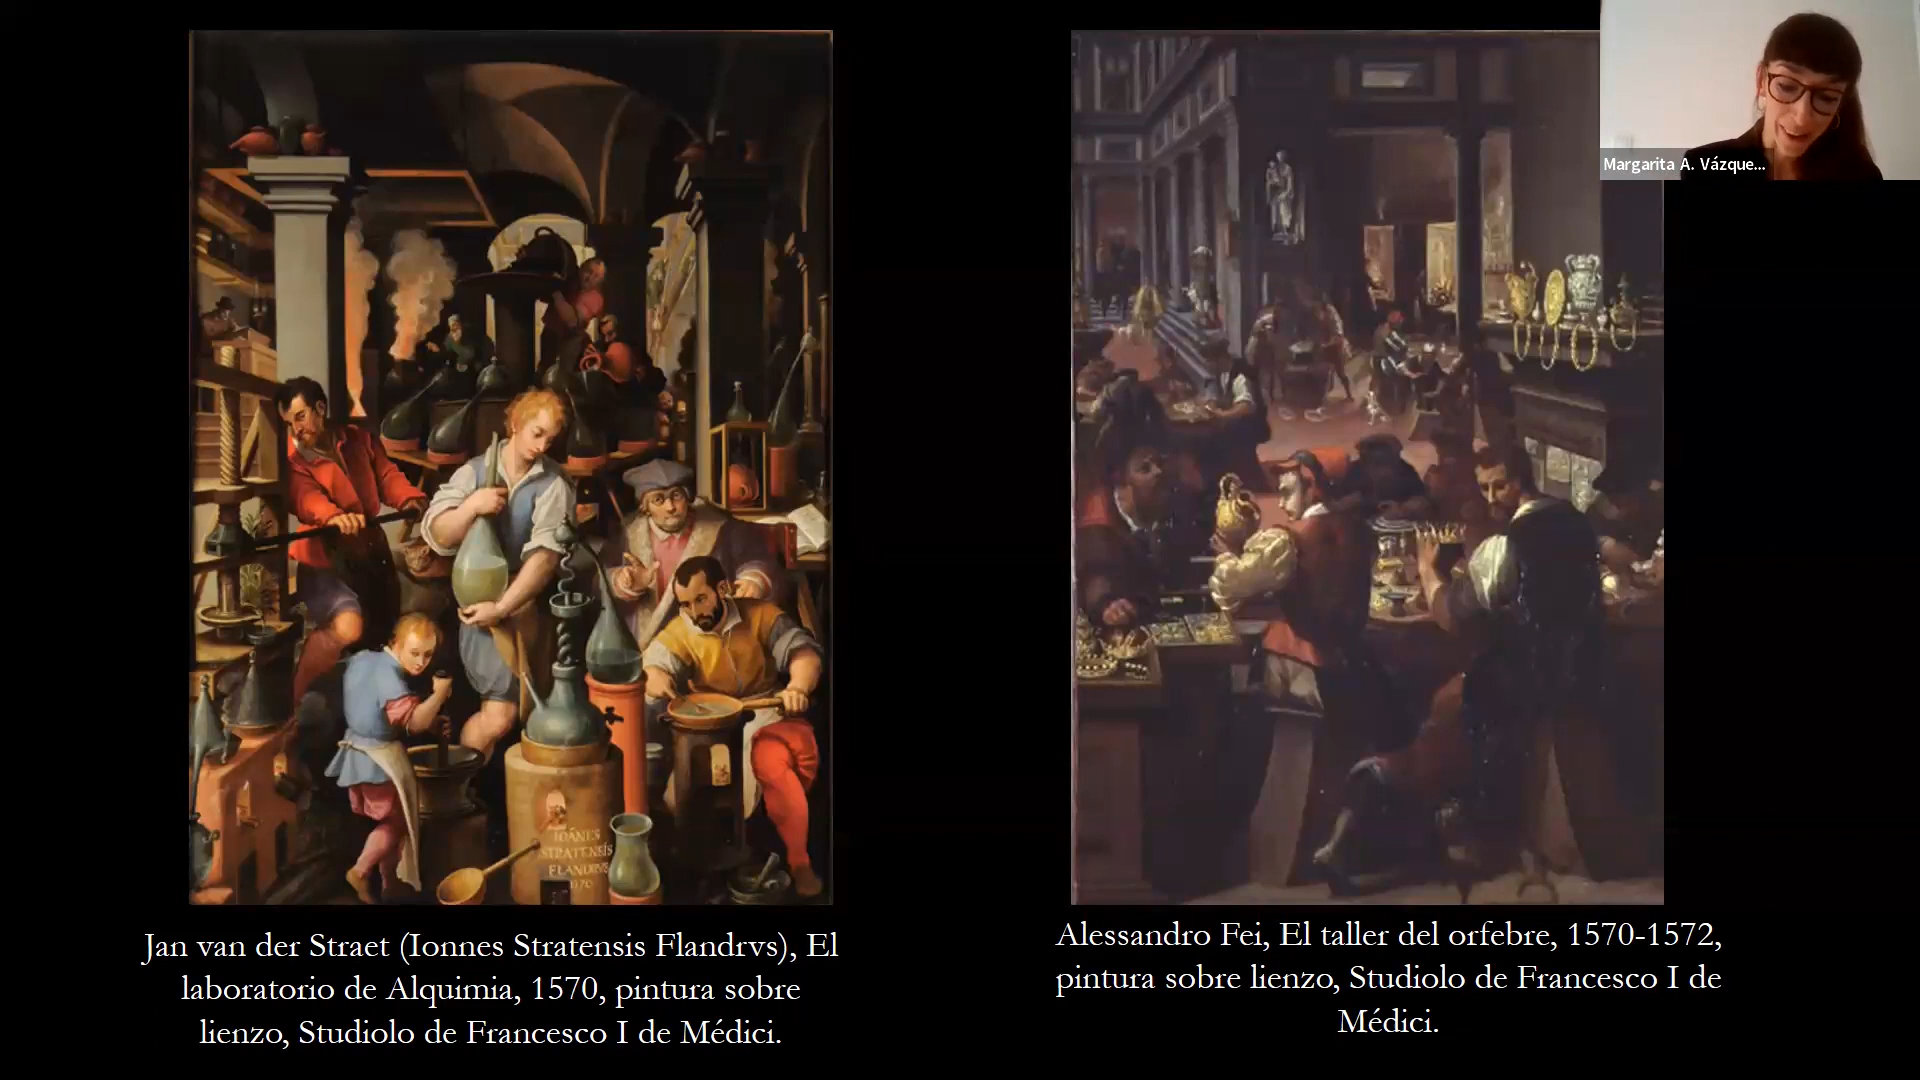 Margarita A. Vázque...
IOÃNES
STRATENSIS
FLANDRVS
Jan van der Straet (Ionnes Stratensis Flandrvs), El
laboratorio de Alquimia, 1570, pintura sobre
lienzo, Studiolo de Francesco I de Médici.
Alessandro Fei, El taller del orfebre, 1570-1572,
pintura sobre lienzo, Studiolo de Francesco I de
Médici.